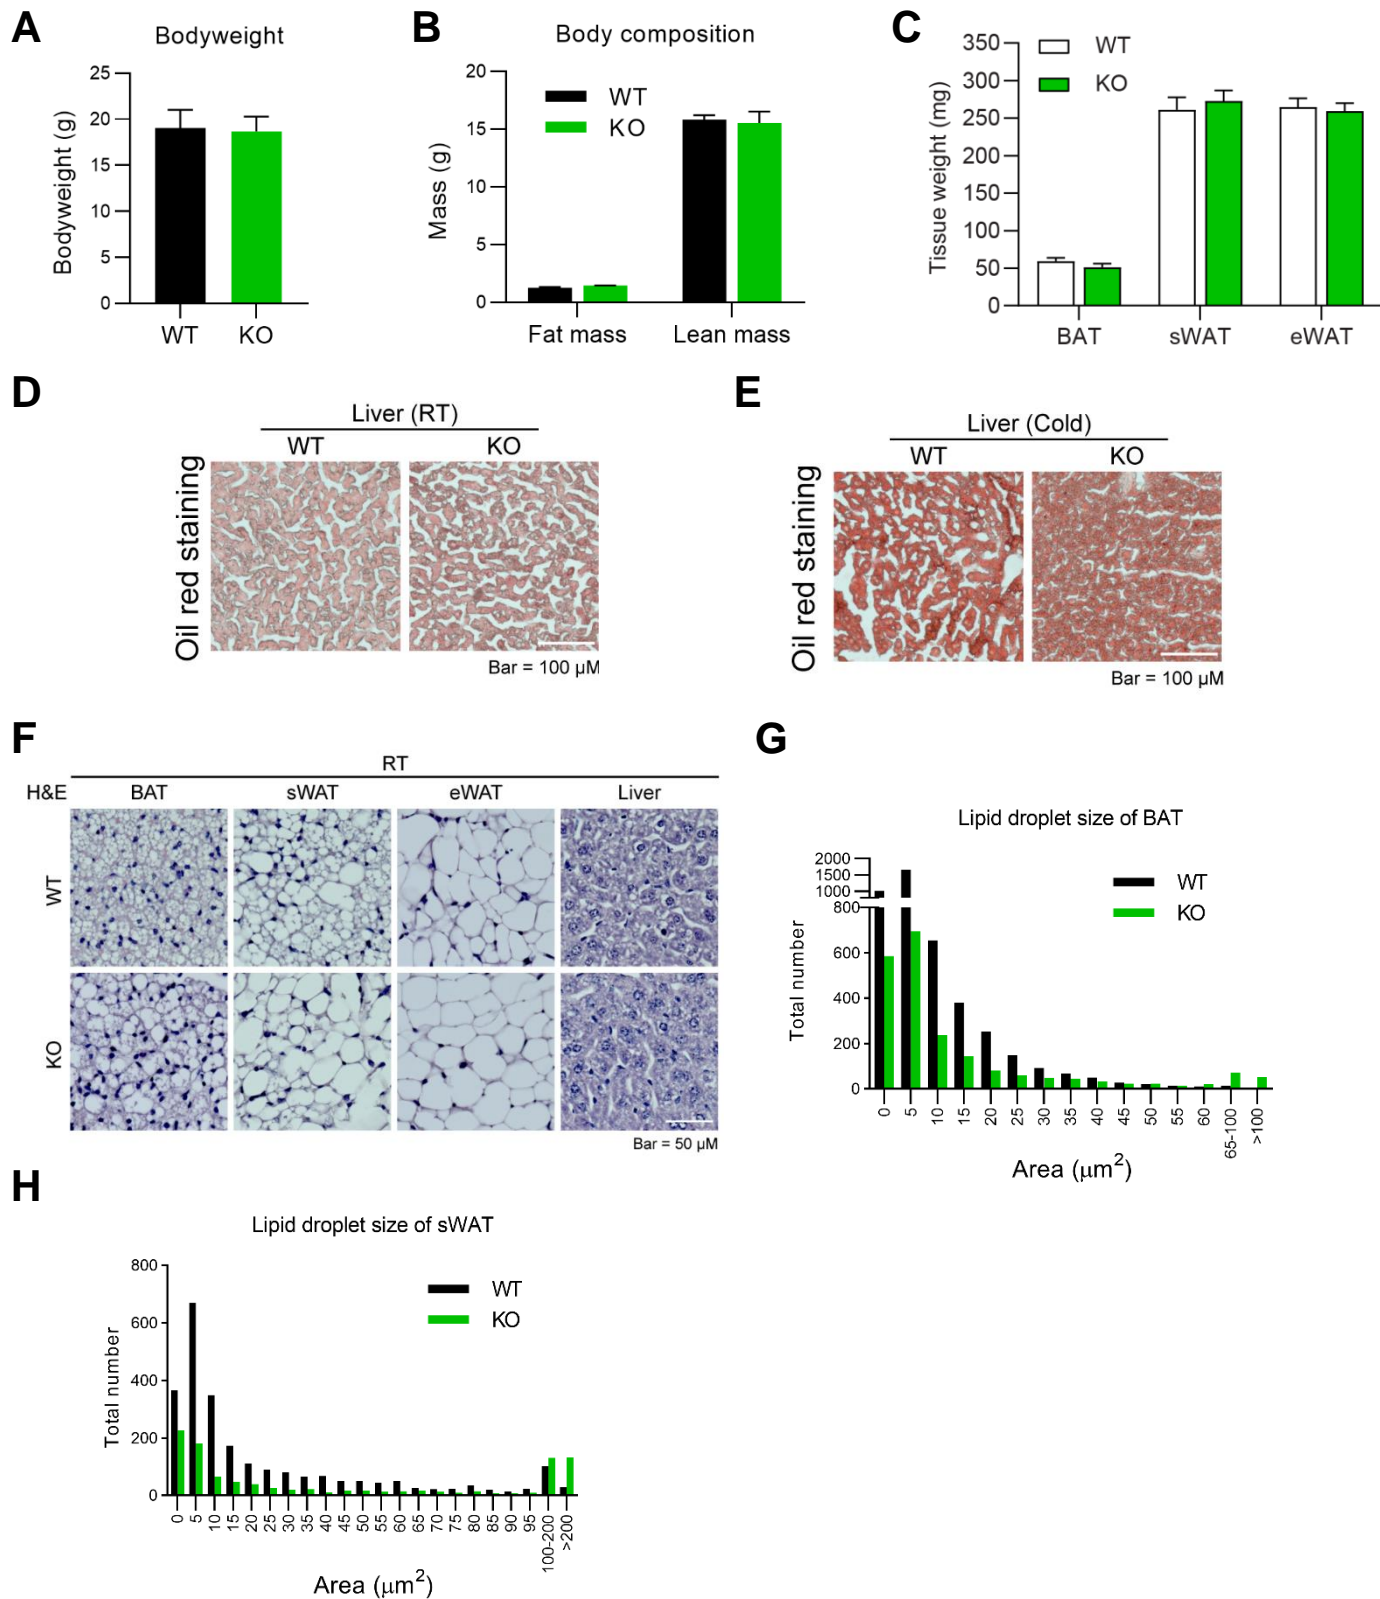 A
Bodyweight
Bodyweight (g)
25
20
15
10
5
0
WT
KO
B
Body composition
Mass (g)
20
15
10
5
0
WT
KO
Fat mass
Lean mass
C
Tissue weight (mg)
350
300
250
200
150
100
50
0
WT
KO
BAT
sWAT
eWAT
D
Liver (RT)
WT
KO
Oil red staining
Bar = 100 µM
E
Liver (Cold)
WT
KO
Oil red staining
Bar = 100 µM
F
RT
H&E
BAT
sWAT
eWAT
Liver
WT
KO
Bar = 50 µM
G
Lipid droplet size of BAT
Total number
2000
1500
1000
800
600
400
200
0
WT
KO
0
5
10
15
20
25
30
35
40
45
50
55
60
65-100
>100
Area (µm²)
H
Lipid droplet size of sWAT
Total number
800
600
400
200
0
WT
KO
0
5
10
15
20
25
30
35
40
45
50
55
60
65
70
75
80
85
90
95
100-200
>200
Area (µm²)